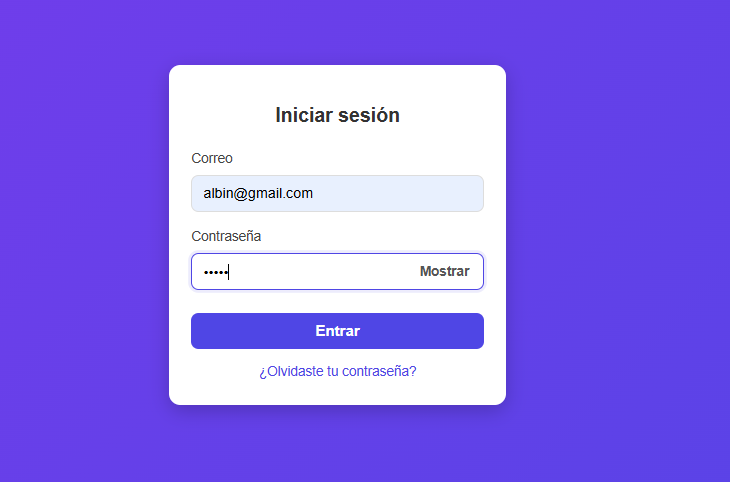 Iniciar sesión
Correo
albin@gmail.com
Contraseña
•••••
Mostrar
Entrar
¿Olvidaste tu contraseña?